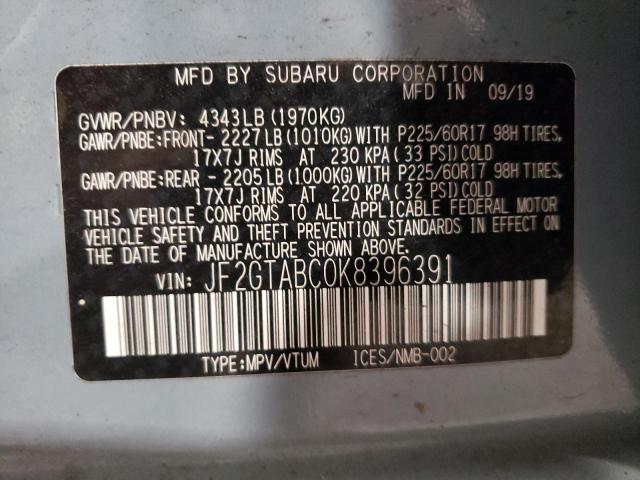 MFD BY SUBARU CORPORATION
MFD IN 09/19
GVWR/PNBV: 4343LB(1970KG)
GAWR/PNBE:FRONT- 2227LB(1010KG)WITH P225/60R17 98H TIRES,
17X7J RIMS AT 230 KPA(33 PSI)COLD
GAWR/PNBE:REAR - 2205LB(1000KG)WITH P225/60R17 98H TIRES,
17X7J RIMS AT 220 KPA(32 PSI)COLD
THIS VEHICLE CONFORMS TO ALL APPLICABLE FEDERAL MOTOR
VEHICLE SAFETY AND THEFT PREVENTION STANDARDS IN EFFECT ON
THE DATE OF MANUFACTURE SHOWN ABOVE.
VIN: JF2GTABC0K8396391
TYPE:MPV/VTUM ICES/NMB-002